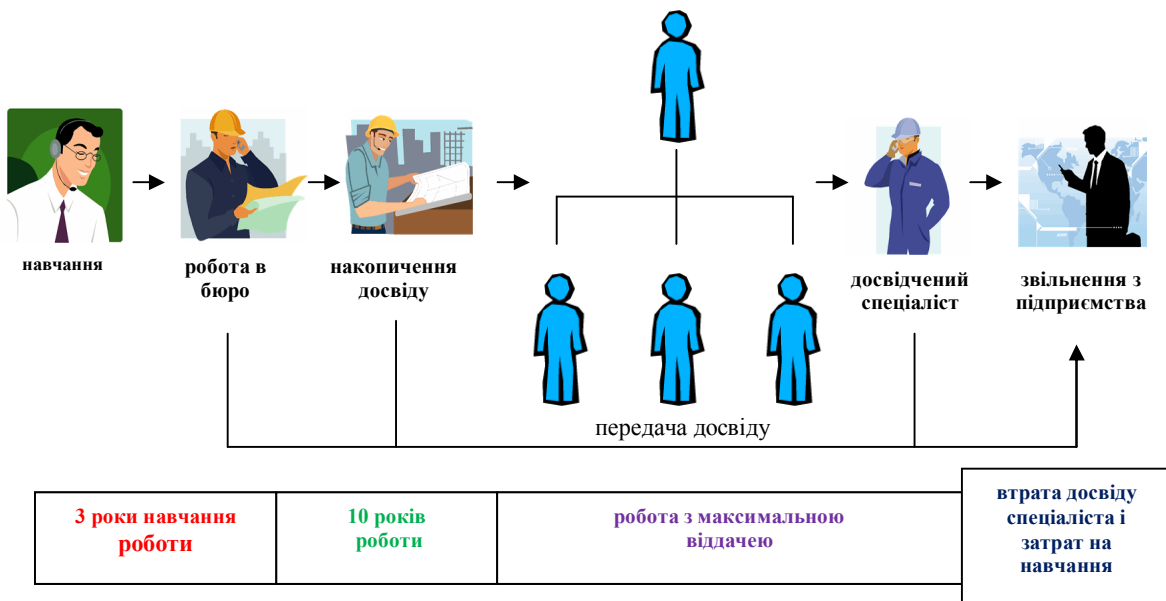 навчання
робота в
бюро
накопичення
досвіду
досвідчений
спеціаліст
звільнення з
підприємства
передача досвіду
3 роки навчання
роботи
10 років
роботи
робота з максимальною
віддачею
втрата досвіду
спеціаліста і
затрат на
навчання